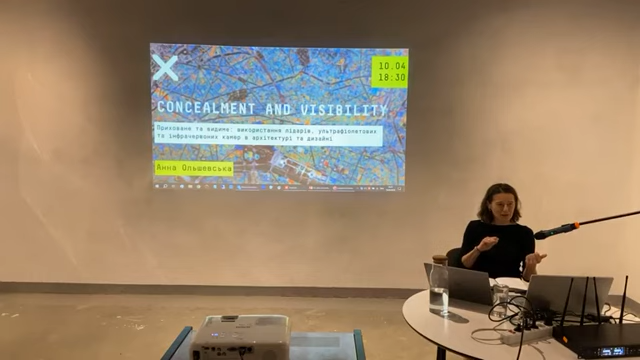 10.04
18:30
CONCEALMENT AND VISIBILITY
Приховане та видиме: використання лідарів, ультрафіолетових
та інфрачервоних камер в архітектурі та дизайні
Анна Ольшевська